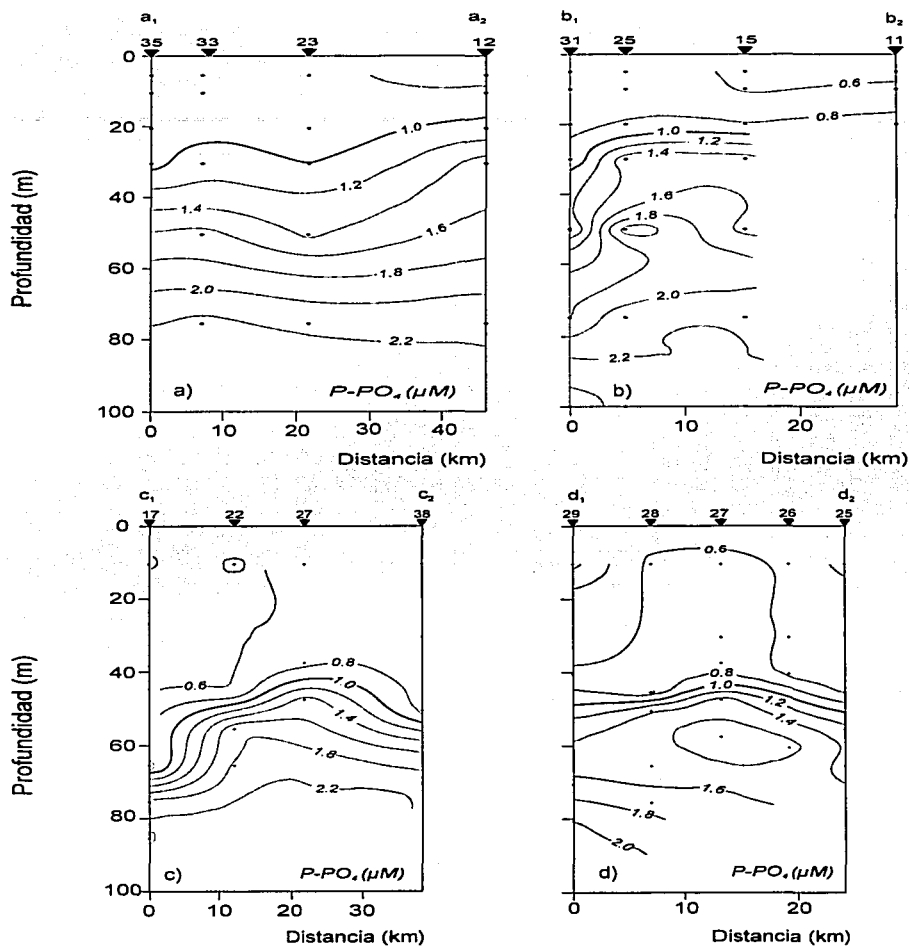 a₁ a₂
35 33 23 12
0
20
40
60
80
100
Profundidad (m)
1.0
1.2
1.4
1.6
1.8
2.0
2.2
a) P-PO₄ (µM)
0 10 20 30 40
Distancia (km)
b₁ b₂
31 25 15 11
0.6
0.8
1.0
1.2
1.4
1.6
1.8
2.0
2.2
P-PO₄ (µM) b)
0 10 20
Distancia (km)
c₁ c₂
17 22 27 38
0
20
40
60
80
100
Profundidad (m)
0.6
0.8
1.0
1.4
1.8
2.2
c) P-PO₄ (µM)
0 10 20 30
Distancia (km)
d₁ d₂
29 28 27 26 25
0.6
0.8
1.0
1.2
1.4
1.6
1.8
2.0
d) P-PO₄ (µM)
0 10 20
Distancia (km)